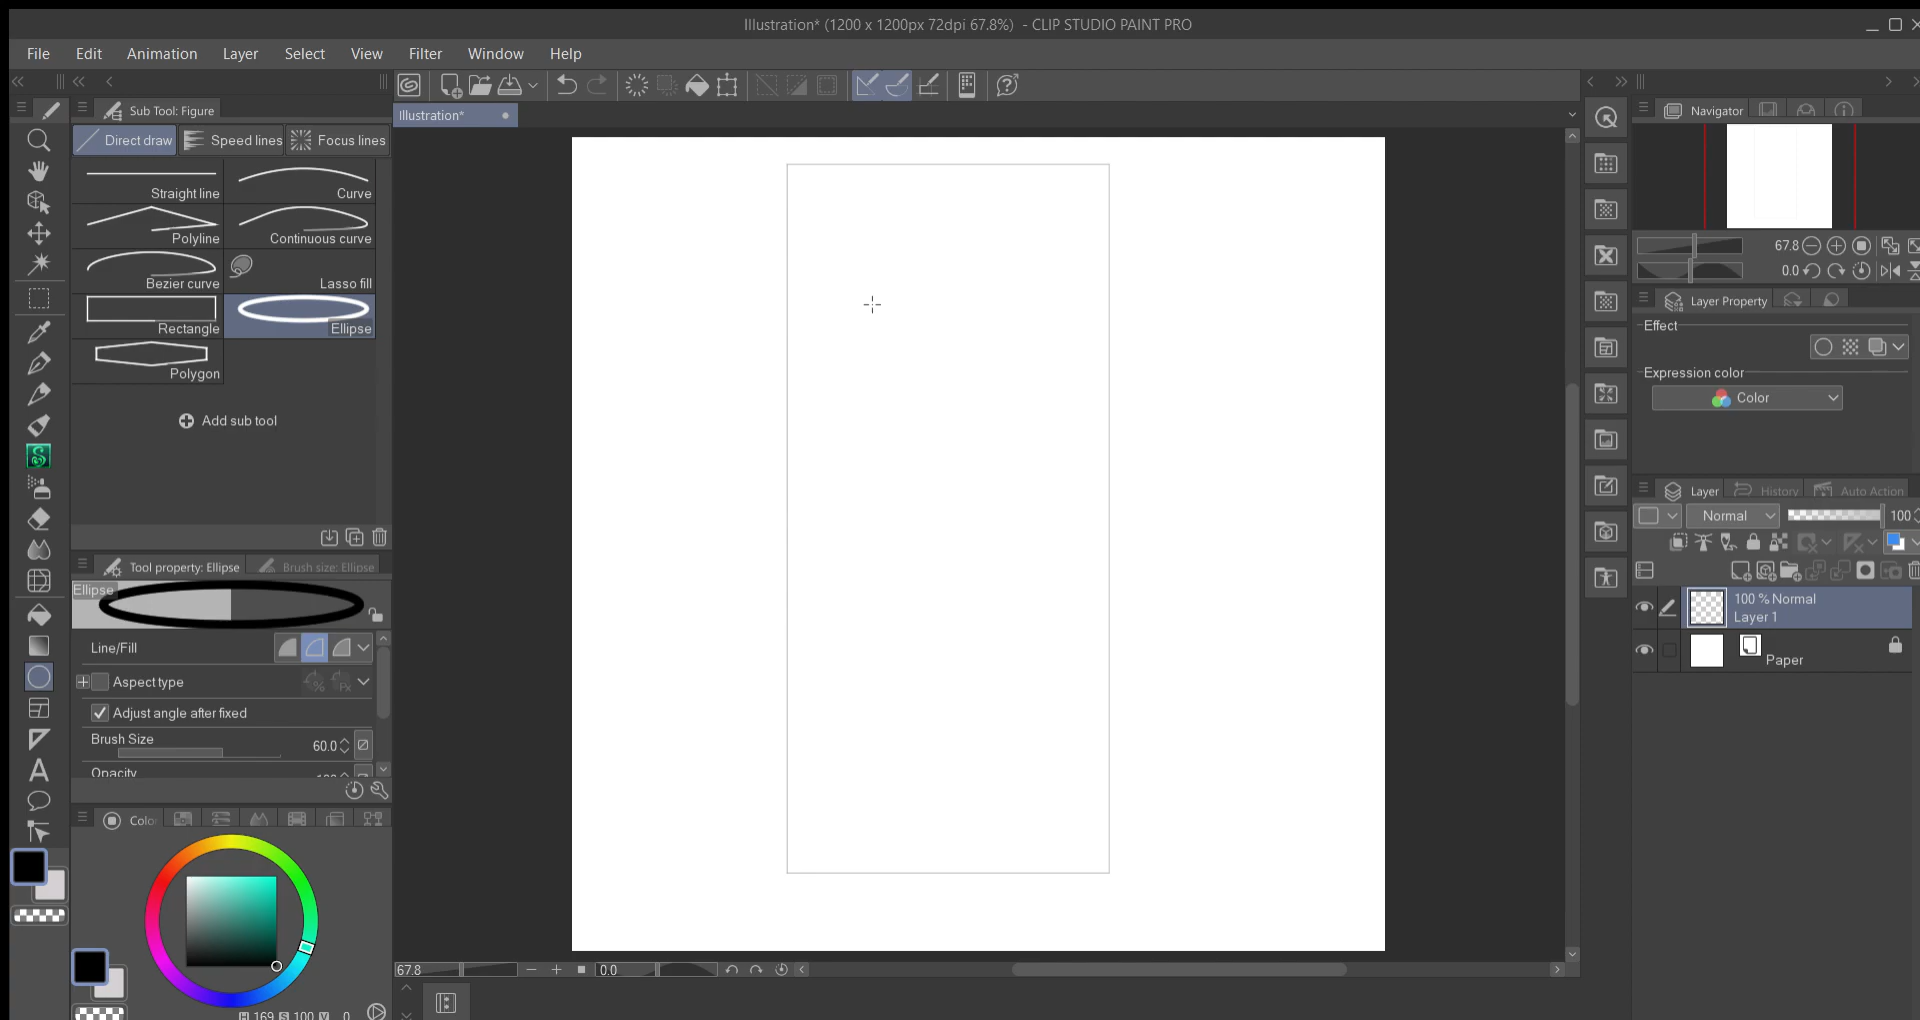 Illustration* (1200 x 1200px 72dpi 67.8%) - CLIP STUDIO PAINT PRO
File Edit Animation Layer Select View Filter Window Help
Sub Tool: Figure
Illustration*
Direct draw Speed lines Focus lines
Straight line Curve
Polyline Continuous curve
Bezier curve Lasso fill
Rectangle Ellipse
Polygon
Add sub tool
Tool property: Ellipse Brush size: Ellipse
Ellipse
Line/Fill
Aspect type
Adjust angle after fixed
Brush Size 60.0
Opacity
Color
H 169 S 100 V 0
67.8 0.0
Navigator
67.8
0.0
Layer Property
Effect
Expression color
Color
Layer History Auto Action
Normal 100
100 % Normal
Layer 1
Paper